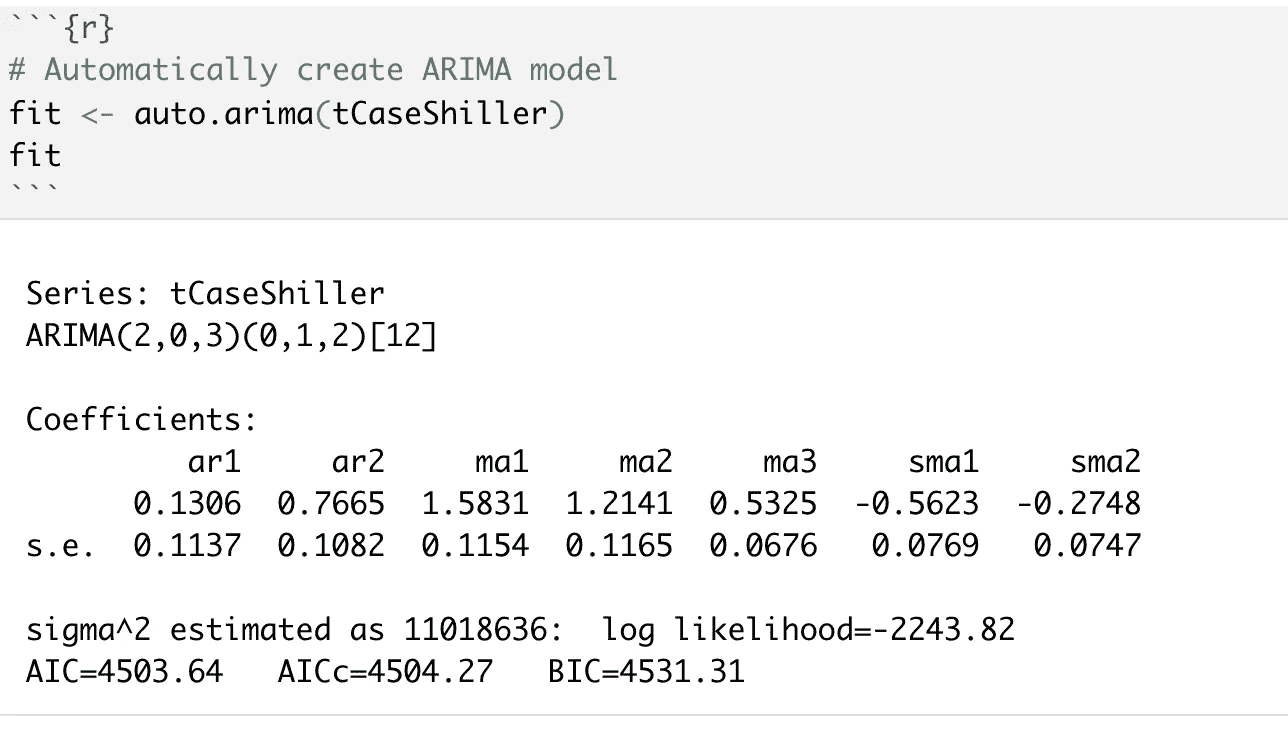 ```{r}
# Automatically create ARIMA model
fit <- auto.arima(tCaseShiller)
fit
```
Series: tCaseShiller
ARIMA(2,0,3)(0,1,2)[12]
Coefficients:
ar1 ar2 ma1 ma2 ma3 sma1 sma2
0.1306 0.7665 1.5831 1.2141 0.5325 -0.5623 -0.2748
s.e. 0.1137 0.1082 0.1154 0.1165 0.0676 0.0769 0.0747
sigma^2 estimated as 11018636: log likelihood=-2243.82
AIC=4503.64 AICc=4504.27 BIC=4531.31